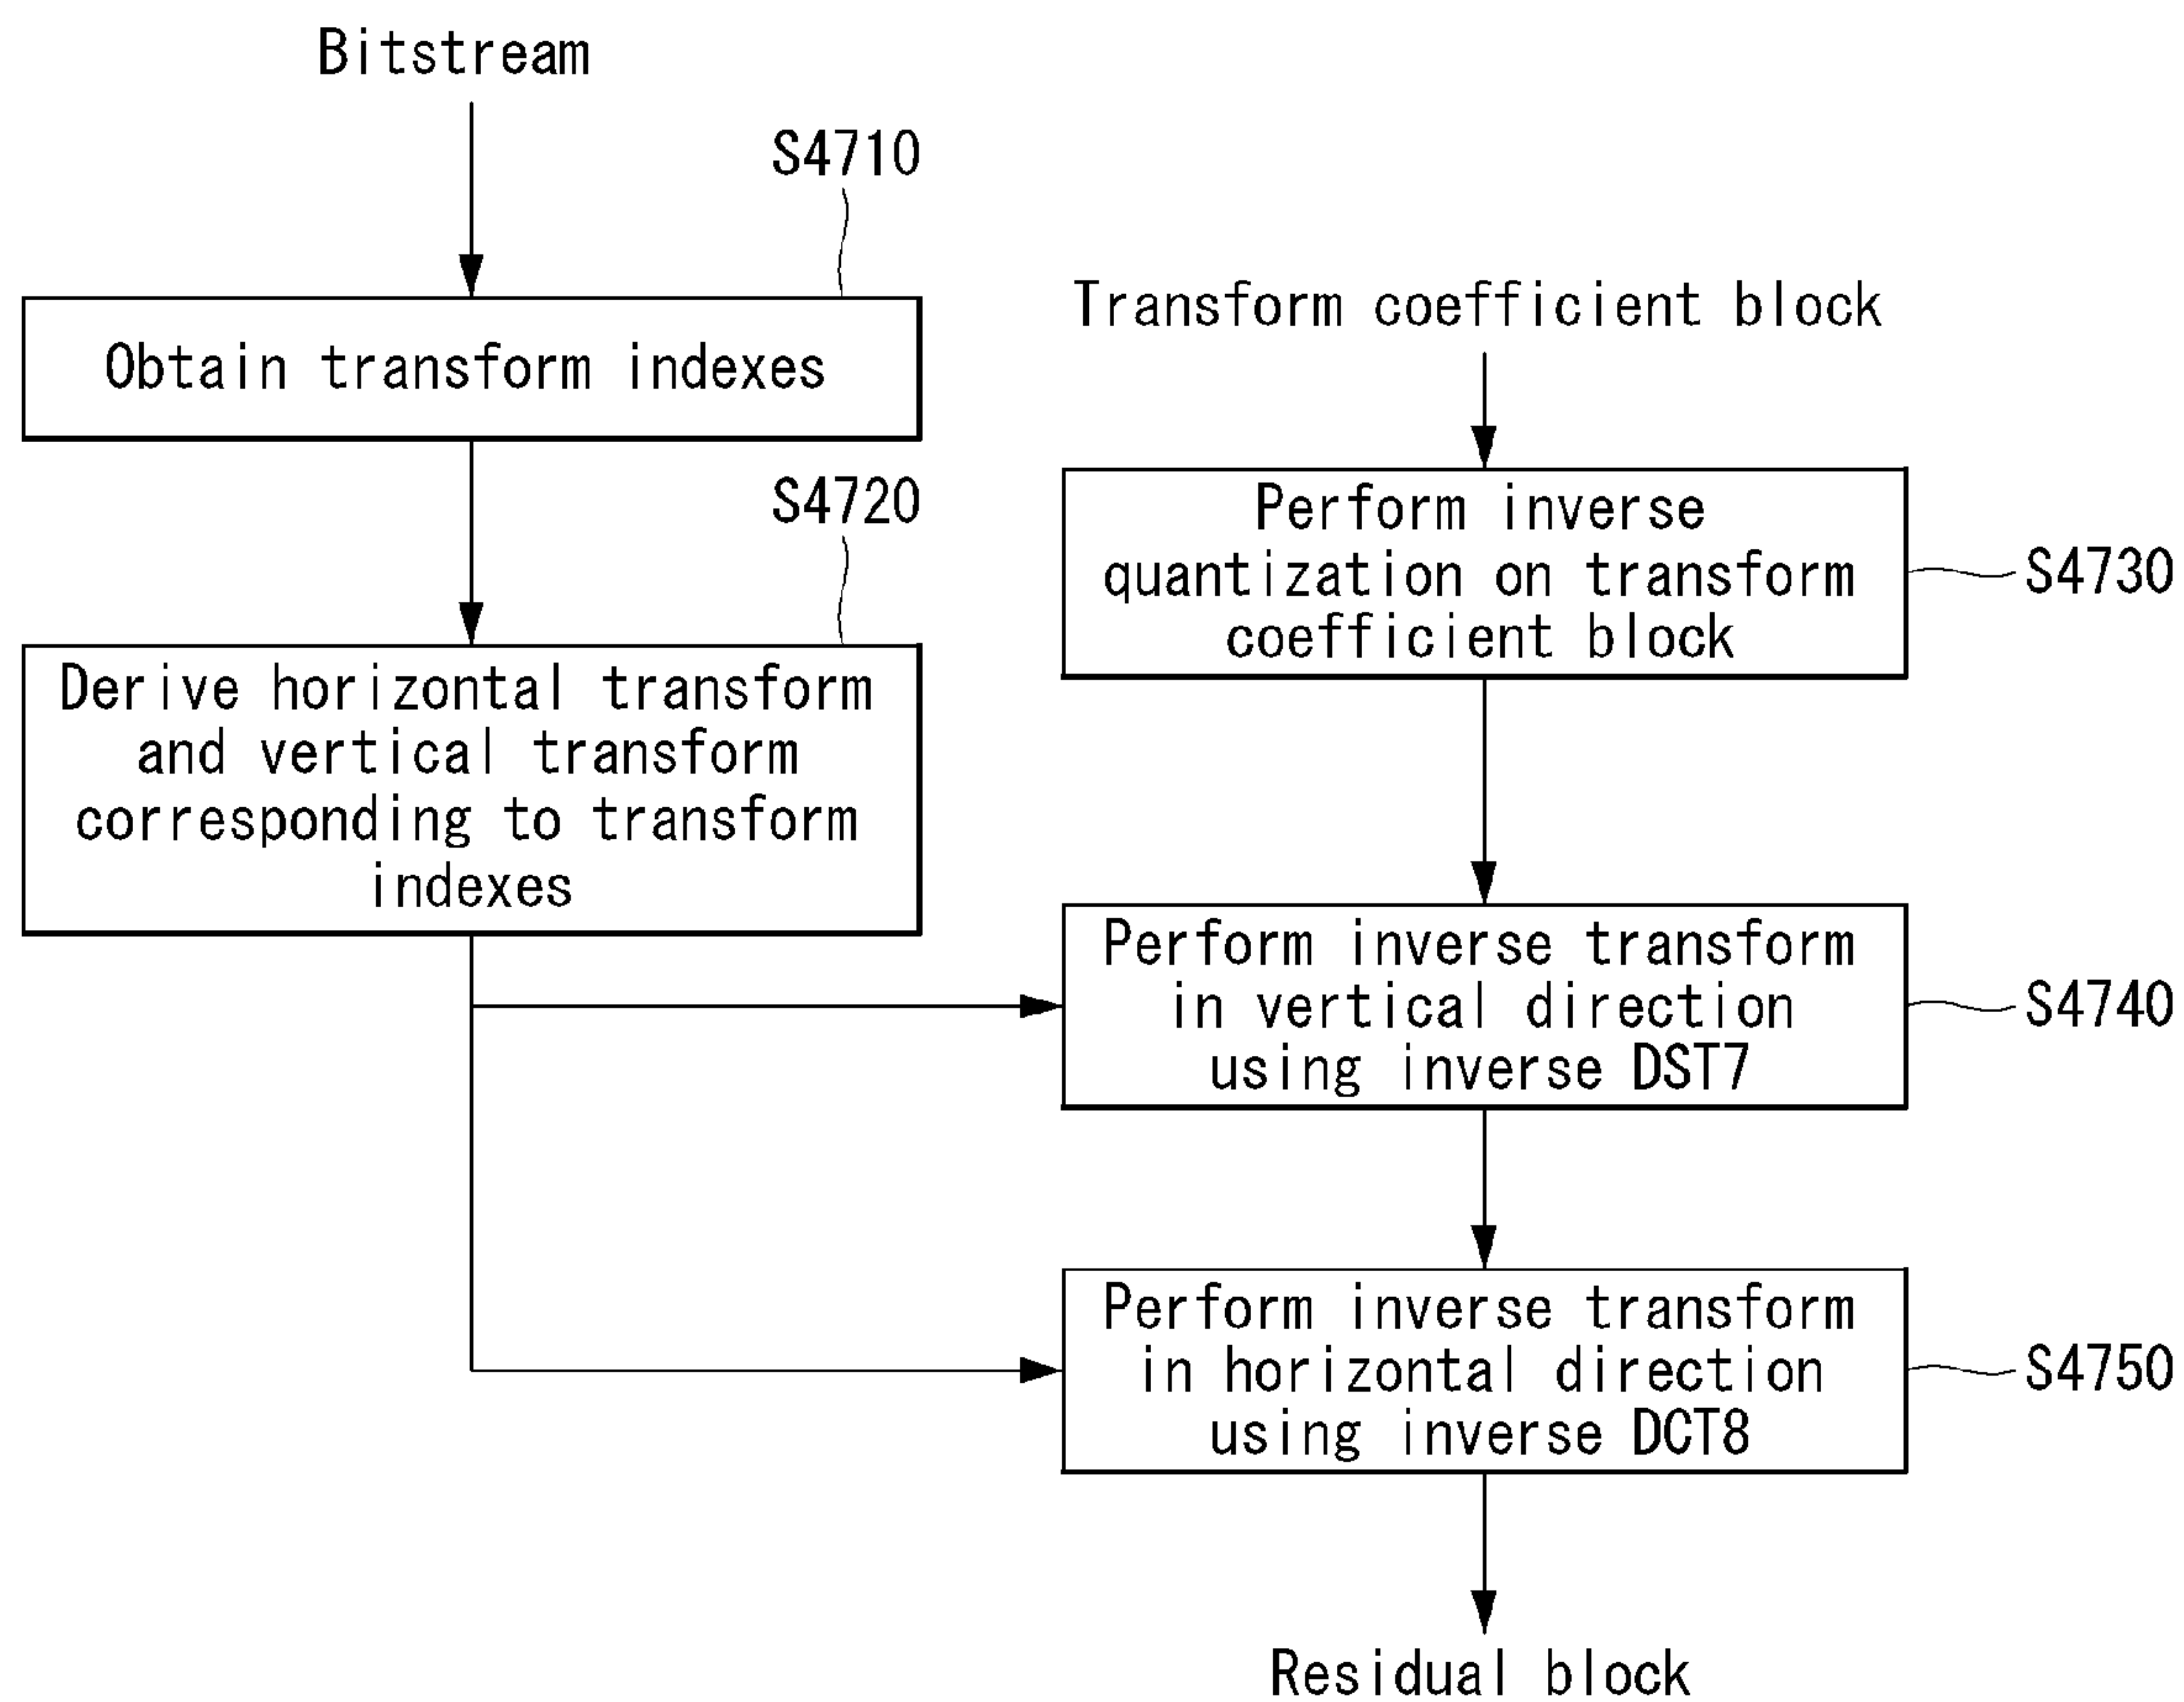 Bitstream
S4710
Obtain transform indexes
S4720
Derive horizontal transform
and vertical transform
corresponding to transform
indexes
Transform coefficient block
Perform inverse
quantization on transform
coefficient block
S4730
Perform inverse transform
in vertical direction
using inverse DST7
S4740
Perform inverse transform
in horizontal direction
using inverse DCT8
S4750
Residual block